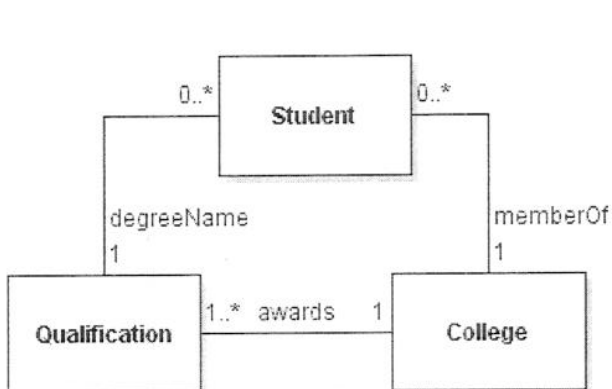 0..* 0..*
Student
degreeName memberOf
1 1
1..* awards 1
Qualification College